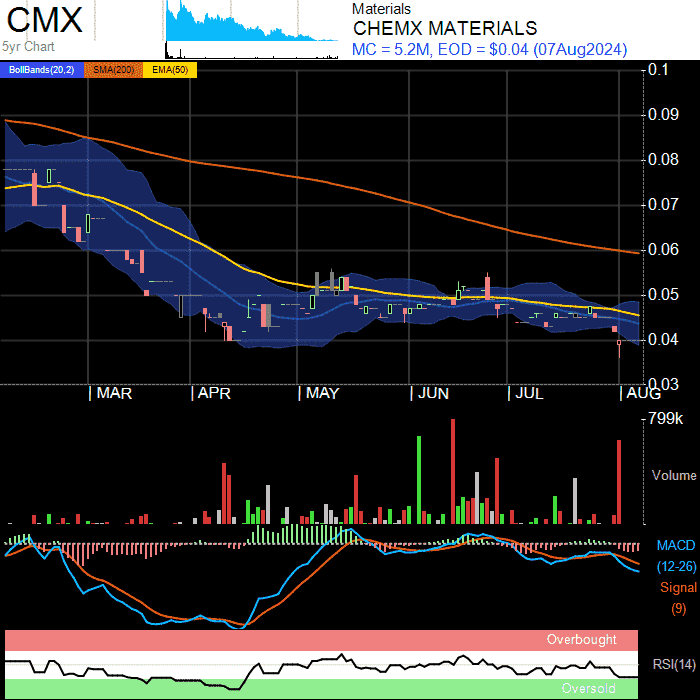 CMX
5yr Chart
Materials
CHEMX MATERIALS
MC = 5.2M, EOD = $0.04 (07Aug2024)
BollBands(20,2) SMA(200) EMA(50)
0.1
0.09
0.08
0.07
0.06
0.05
0.04
0.03
MAR APR MAY JUN JUL AUG
799k
Volume
MACD
(12-26)
Signal
(9)
Overbought
RSI(14)
Oversold